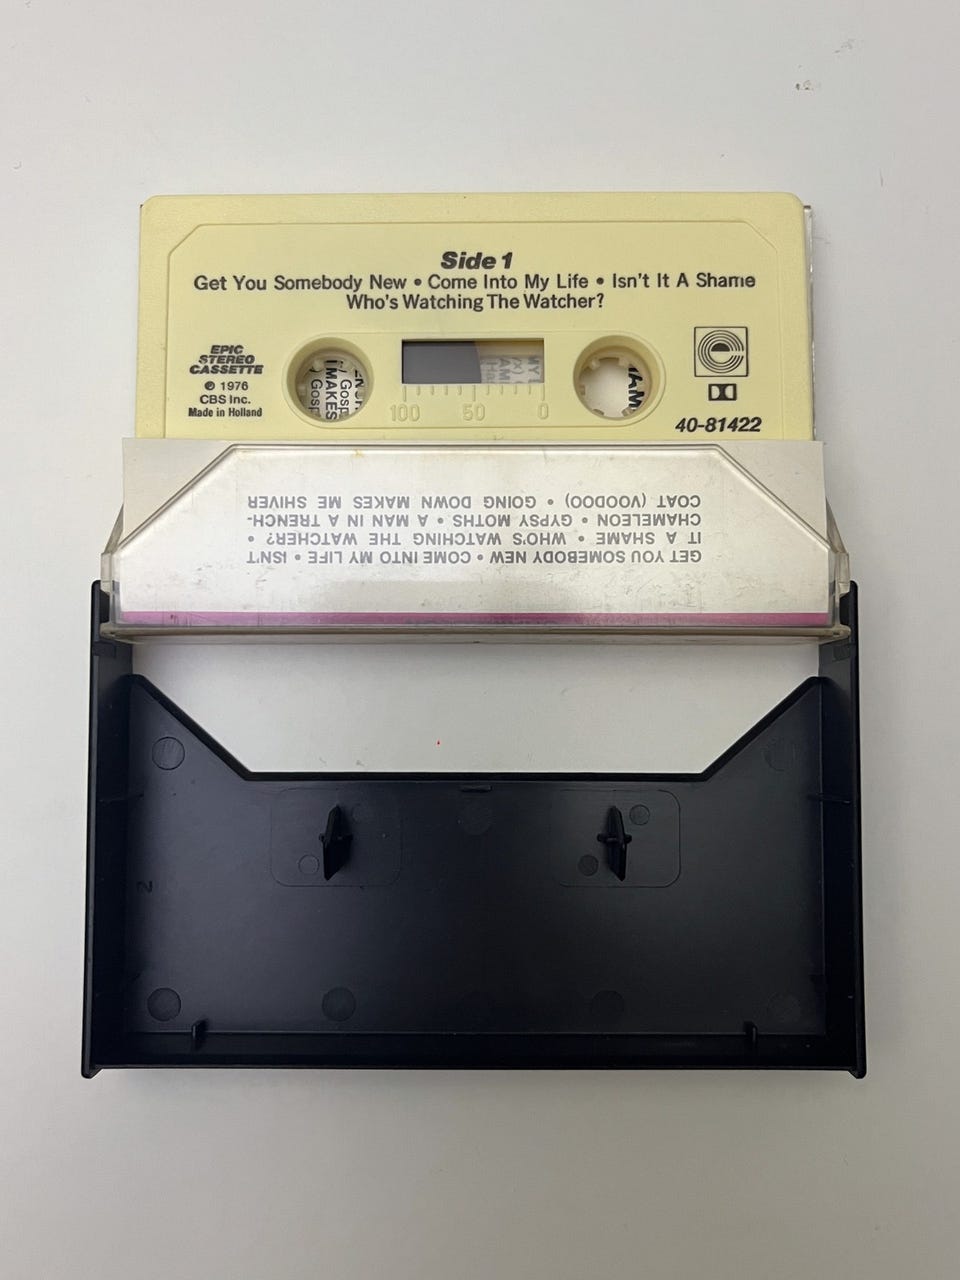 Side 1
Get You Somebody New • Come Into My Life • Isn't It A Shame
Who's Watching The Watcher?
EPIC
STEREO
CASSETTE
℗ 1976
CBS Inc.
Made in Holland
MAKES
Gosp
100 50 0
e
40-81422
GET YOU SOMEBODY NEW • COME INTO MY LIFE • ISN'T
IT A SHAME • WHO'S WATCHING THE WATCHER? •
CHAMELEON • GYPSY MOTHS • A MAN IN A TRENCH-
COAT (VOODOO) • GOING DOWN MAKES ME SHIVER